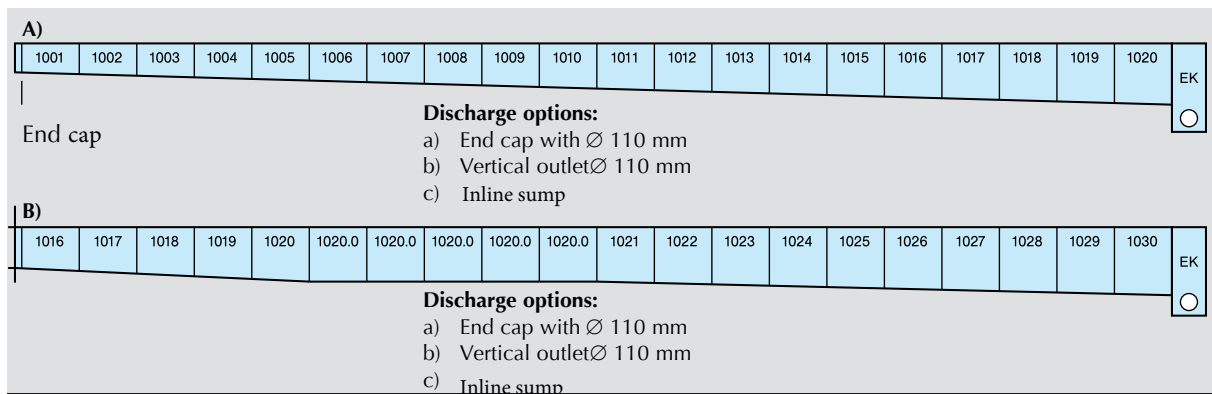 A)
1001 1002 1003 1004 1005 1006 1007 1008 1009 1010 1011 1012 1013 1014 1015 1016 1017 1018 1019 1020
EK
End cap
Discharge options:
a) End cap with ∅ 110 mm
b) Vertical outlet∅ 110 mm
c) Inline sump
B)
1016 1017 1018 1019 1020 1020.0 1020.0 1020.0 1020.0 1020.0 1021 1022 1023 1024 1025 1026 1027 1028 1029 1030
EK
Discharge options:
a) End cap with ∅ 110 mm
b) Vertical outlet∅ 110 mm
c) Inline sump